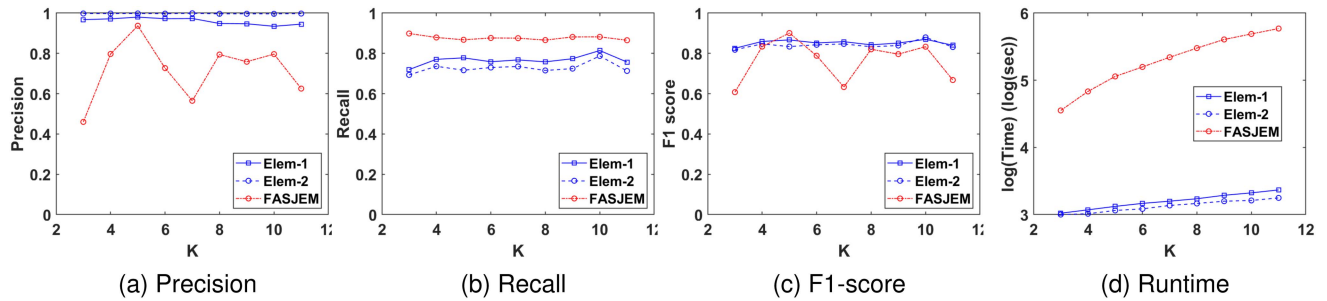 1
0.8
0.6
0.4
0.2
0
Precision
2
4
6
8
10
12
K
Elem-1
Elem-2
FASJEM
(a) Precision
1
0.8
0.6
0.4
0.2
0
Recall
2
4
6
8
10
12
K
Elem-1
Elem-2
FASJEM
(b) Recall
1
0.8
0.6
0.4
0.2
0
F1 score
2
4
6
8
10
12
K
Elem-1
Elem-2
FASJEM
(c) F1-score
6
5
4
3
log(Time) (log(sec))
2
4
6
8
10
12
K
Elem-1
Elem-2
FASJEM
(d) Runtime